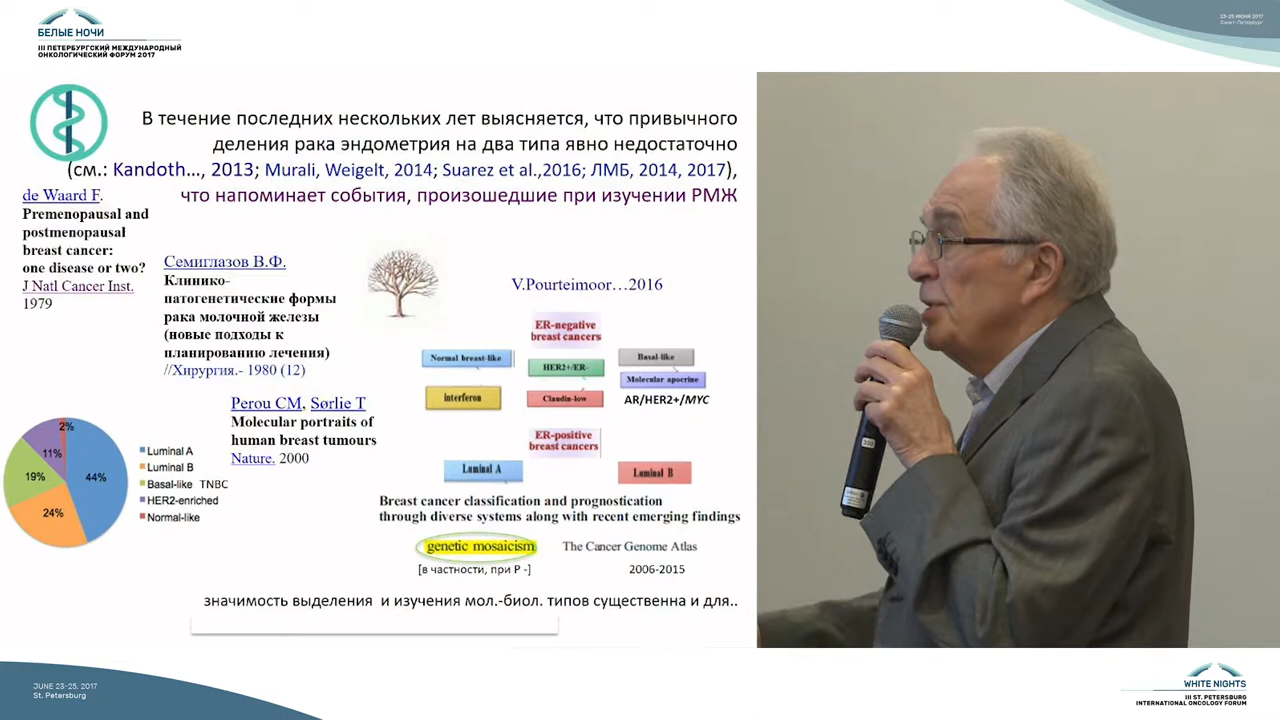 БЕЛЫЕ НОЧИ
III ПЕТЕРБУРГСКИЙ МЕЖДУНАРОДНЫЙ
ОНКОЛОГИЧЕСКИЙ ФОРУМ 2017
23-25 ИЮНЯ 2017
Санкт-Петербург
В течение последних нескольких лет выясняется, что привычного
деления рака эндометрия на два типа явно недостаточно
(см.: Kandoth..., 2013; Murali, Weigelt, 2014; Suarez et al.,2016; ЛМБ, 2014, 2017),
что напоминает события, произошедшие при изучении РМЖ
de Waard F.
Premenopausal and
postmenopausal
breast cancer:
one disease or two?
J Natl Cancer Inst.
1979
Семиглазов В.Ф.
Клинико-
патогенетические формы
рака молочной железы
(новые подходы к
планированию лечения)
//Хирургия.- 1980 (12)
Perou CM, Sørlie T
Molecular portraits of
human breast tumours
Nature. 2000
2%
11%
19%
44%
24%
Luminal A
Luminal B
Basal-like TNBC
HER2-enriched
Normal-like
V.Pourteimoor...2016
ER-negative
breast cancers
Normal breast-like
HER2+/ER-
Basal-like
Molecular apocrine
interferon
Claudin-low
AR/HER2+/MYC
ER-positive
breast cancers
Luminal A
Luminal B
Breast cancer classification and prognostication
through diverse systems along with recent emerging findings
genetic mosaicism
The Cancer Genome Atlas
[в частности, при Р -]
2006-2015
значимость выделения и изучения мол.-биол. типов существенна и для..
JUNE 23-25, 2017
St. Petersburg
WHITE NIGHTS
III ST. PETERSBURG
INTERNATIONAL ONCOLOGY FORUM